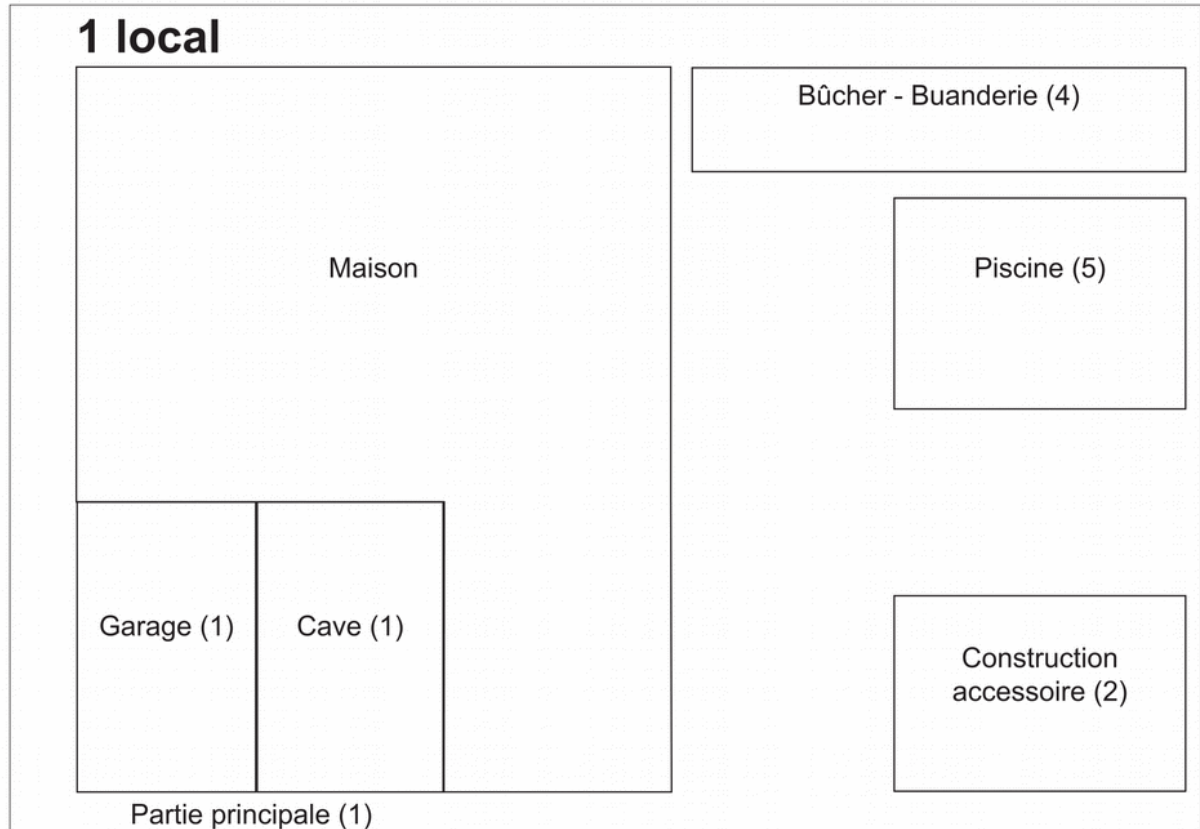 1 local
Bûcher - Buanderie (4)
Maison
Piscine (5)
Garage (1)
Cave (1)
Construction
accessoire (2)
Partie principale (1)